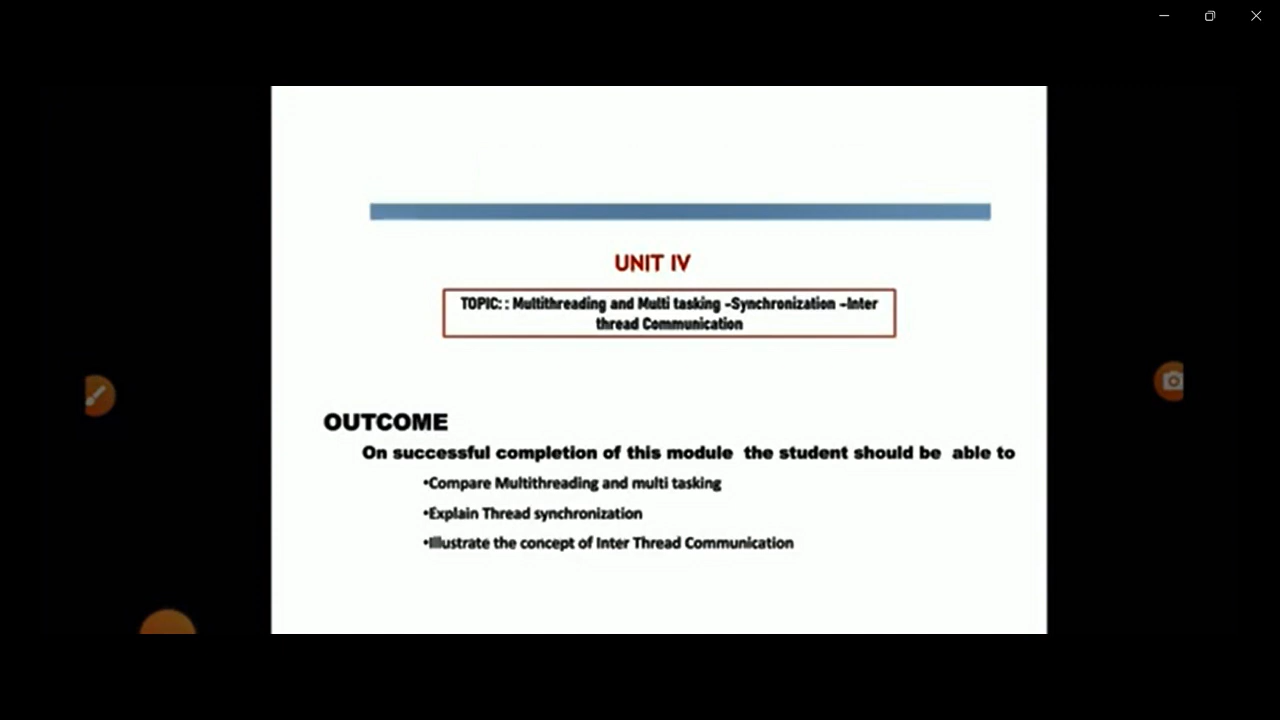 UNIT IV
TOPIC: : Multithreading and Multi tasking -Synchronization -Inter
thread Communication
OUTCOME
On successful completion of this module the student should be able to
•Compare Multithreading and multi tasking
•Explain Thread synchronization
•Illustrate the concept of Inter Thread Communication